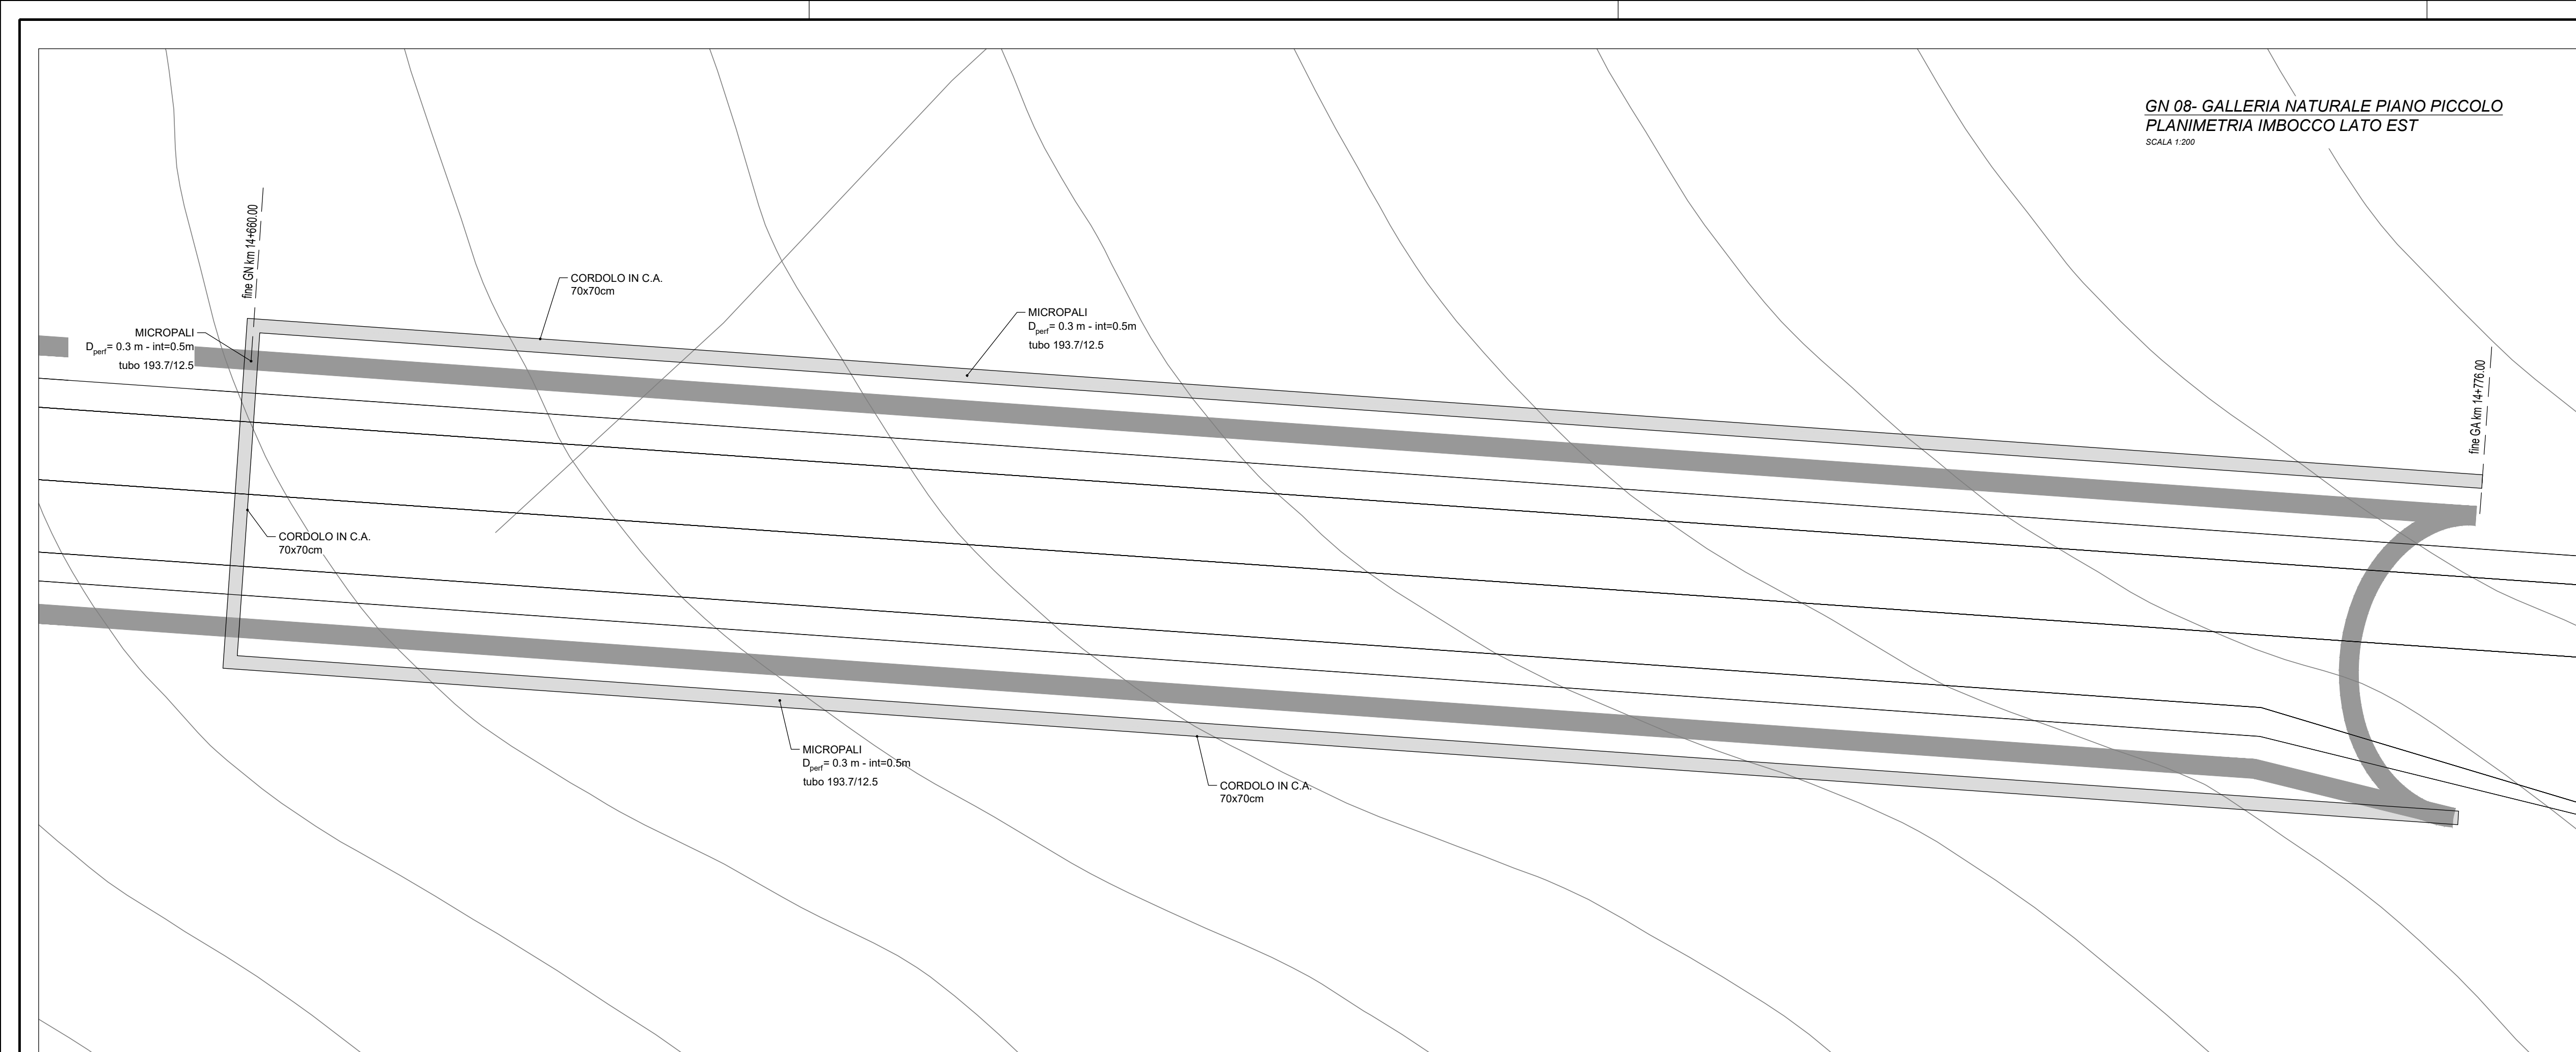 GN 08- GALLERIA NATURALE PIANO PICCOLO
PLANIMETRIA IMBOCCO LATO EST
SCALA 1:200
fine GN km 14+660.00
CORDOLO IN C.A.
70x70cm
MICROPALI
Dperf= 0.3 m - int=0.5m
tubo 193.7/12.5
MICROPALI
Dperf= 0.3 m - int=0.5m
tubo 193.7/12.5
fine GA km 14+776.00
CORDOLO IN C.A.
70x70cm
MICROPALI
Dperf= 0.3 m - int=0.5m
tubo 193.7/12.5
CORDOLO IN C.A.
70x70cm